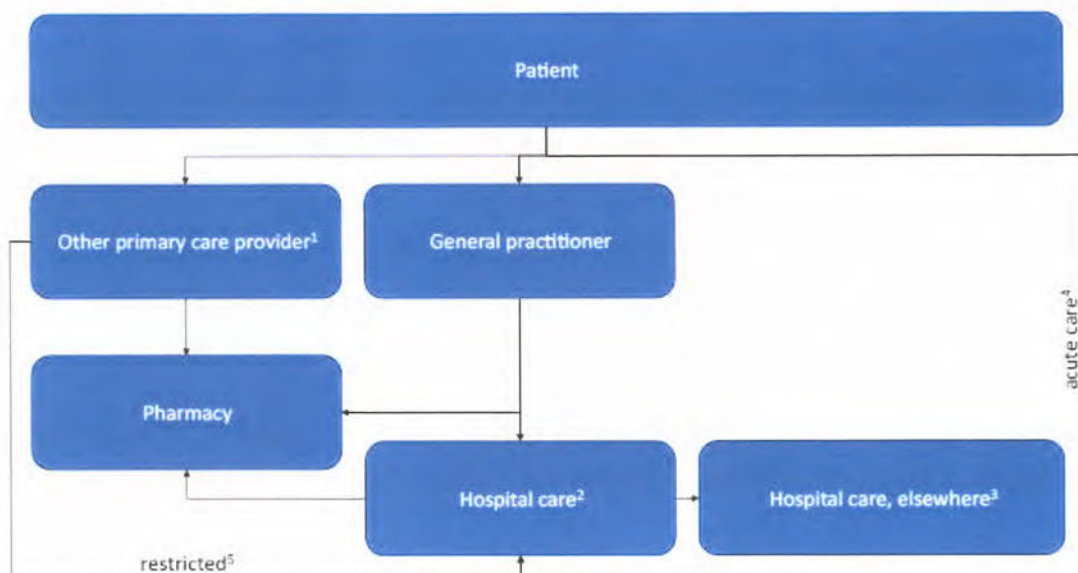 Patient
Other primary care provider¹
General practitioner
acute care⁴
Pharmacy
Hospital care²
Hospital care, elsewhere³
restricted⁵